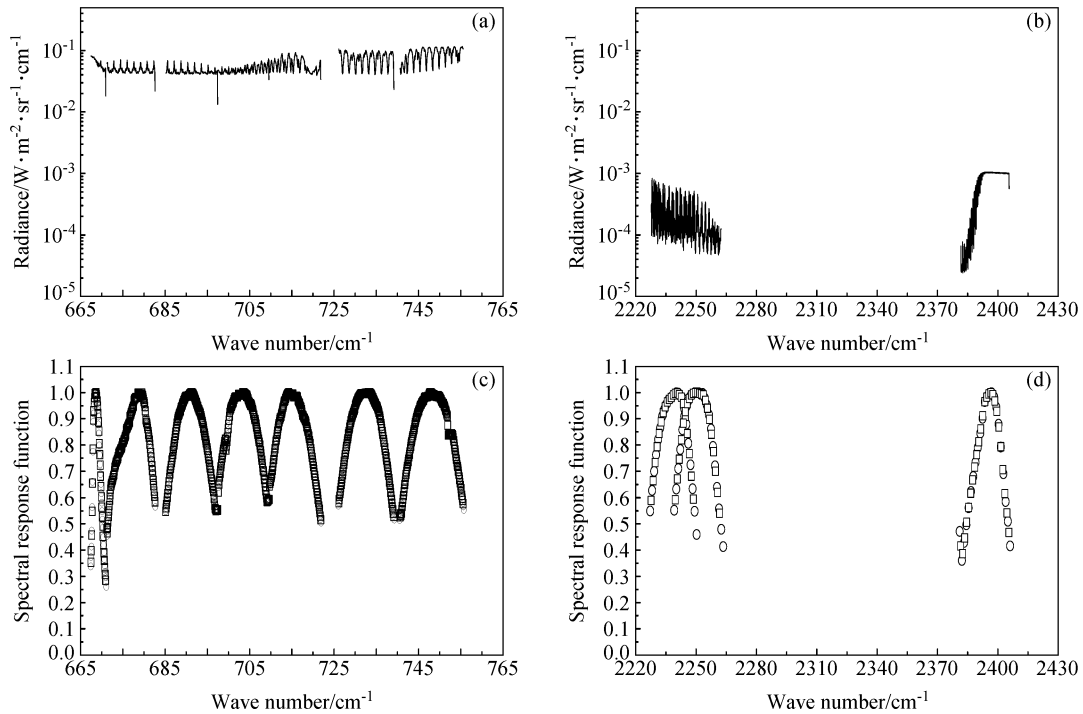 (a)
10⁻¹
10⁻²
10⁻³
10⁻⁴
10⁻⁵
Radiance/W·m⁻²·sr⁻¹·cm⁻¹
665 685 705 725 745 765
Wave number/cm⁻¹
(b)
10⁻¹
10⁻²
10⁻³
10⁻⁴
10⁻⁵
Radiance/W·m⁻²·sr⁻¹·cm⁻¹
2220 2250 2280 2310 2340 2370 2400 2430
Wave number/cm⁻¹
(c)
1.1
1.0
0.9
0.8
0.7
0.6
0.5
0.4
0.3
0.2
0.1
0.0
Spectral response function
665 685 705 725 745 765
Wave number/cm⁻¹
(d)
1.1
1.0
0.9
0.8
0.7
0.6
0.5
0.4
0.3
0.2
0.1
0.0
Spectral response function
2220 2250 2280 2310 2340 2370 2400 2430
Wave number/cm⁻¹